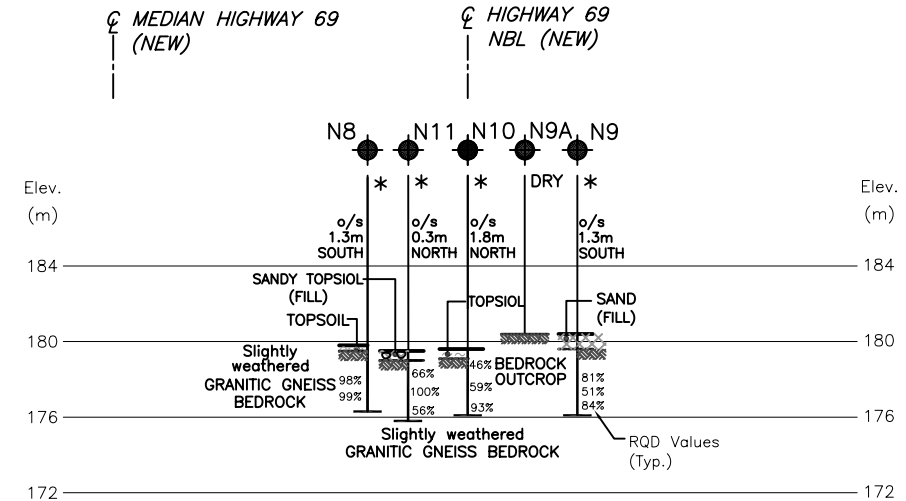 ℄ MEDIAN HIGHWAY 69
(NEW)
℄ HIGHWAY 69
NBL (NEW)
N8
N11
N10
N9A
N9
*
*
*
DRY
*
Elev.
(m)
Elev.
(m)
o/s
1.3m
SOUTH
o/s
0.3m
NORTH
o/s
1.8m
NORTH
o/s
1.3m
SOUTH
184
184
SANDY TOPSIOL
(FILL)
TOPSIOL
SAND
(FILL)
TOPSOIL
180
180
Slightly
weathered
GRANITIC GNEISS
BEDROCK
98%
99%
66%
100%
56%
46%
59%
93%
BEDROCK
OUTCROP
81%
51%
84%
176
176
Slightly weathered
GRANITIC GNEISS BEDROCK
RQD Values
(Typ.)
172
172